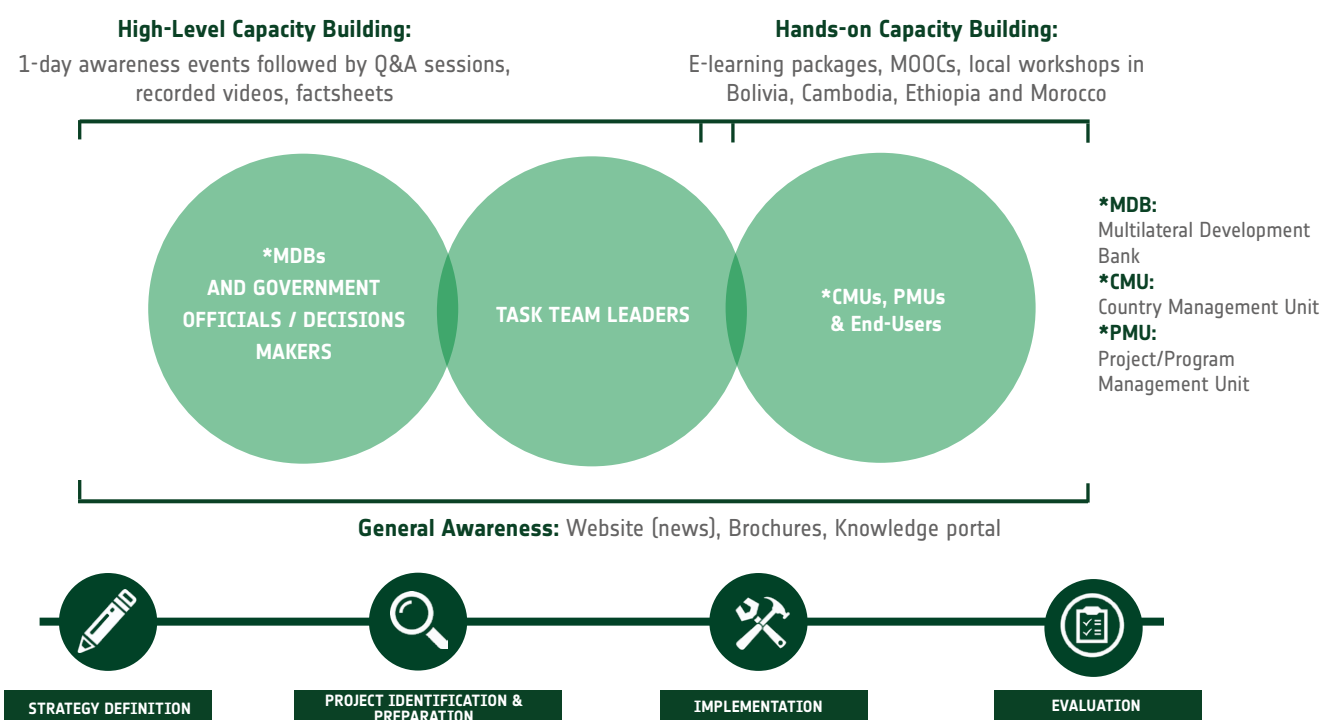 High-Level Capacity Building:
1-day awareness events followed by Q&A sessions,
recorded videos, factsheets
Hands-on Capacity Building:
E-learning packages, MOOCs, local workshops in
Bolivia, Cambodia, Ethiopia and Morocco
*MDBs
AND GOVERNMENT
OFFICIALS / DECISIONS
MAKERS
TASK TEAM LEADERS
*CMUs, PMUs
& End-Users
*MDB:
Multilateral Development
Bank
*CMU:
Country Management Unit
*PMU:
Project/Program
Management Unit
General Awareness: Website (news), Brochures, Knowledge portal
STRATEGY DEFINITION
PROJECT IDENTIFICATION &
PREPARATION
IMPLEMENTATION
EVALUATION